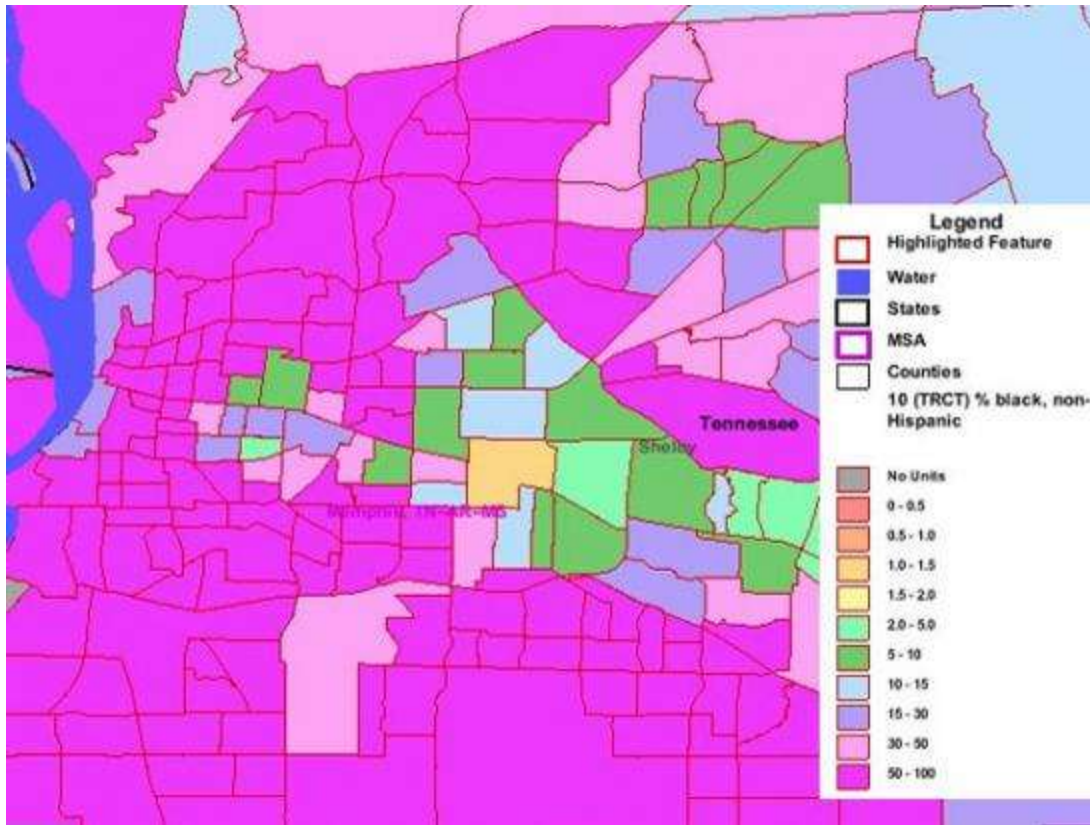 Legend
Highlighted Feature
Water
States
MSA
Counties
10 (TRCT) % black, non-
Hispanic
Tennessee
Shelby
Memphis, TN-AR-MS
No Units
0 - 0.5
0.5 - 1.0
1.0 - 1.5
1.5 - 2.0
2.0 - 5.0
5 - 10
10 - 15
15 - 30
30 - 50
50 - 100